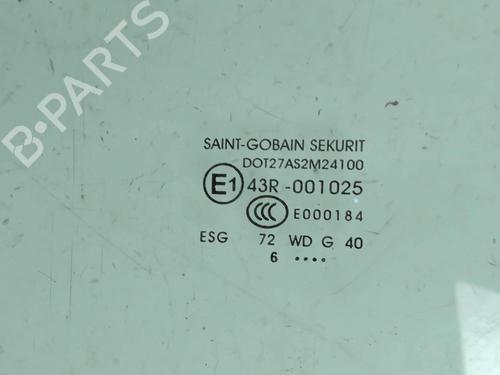 B-PARTS
SAINT-GOBAIN SEKURIT
DOT27AS2M24100
E1 43R -001025
CCC E000184
ESG 72 WD G 40
6 ....